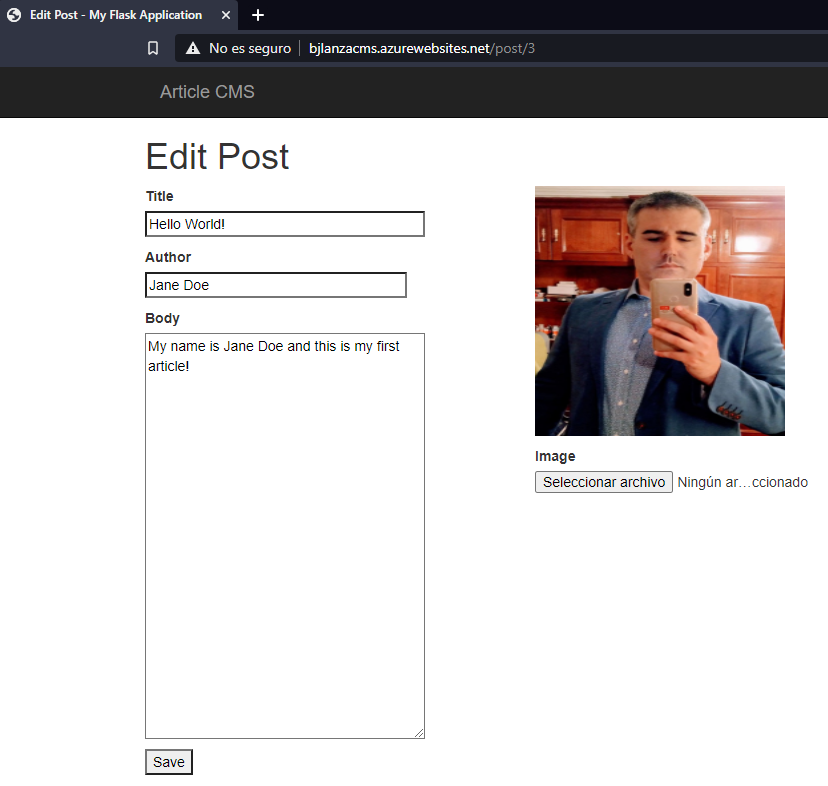 Edit Post - My Flask Application
No es seguro bjlanzacms.azurewebsites.net/post/3
Article CMS
Edit Post
Title
Hello World!
Author
Jane Doe
Body
My name is Jane Doe and this is my first
article!
Image
Seleccionar archivo Ningún ar…ccionado
Save